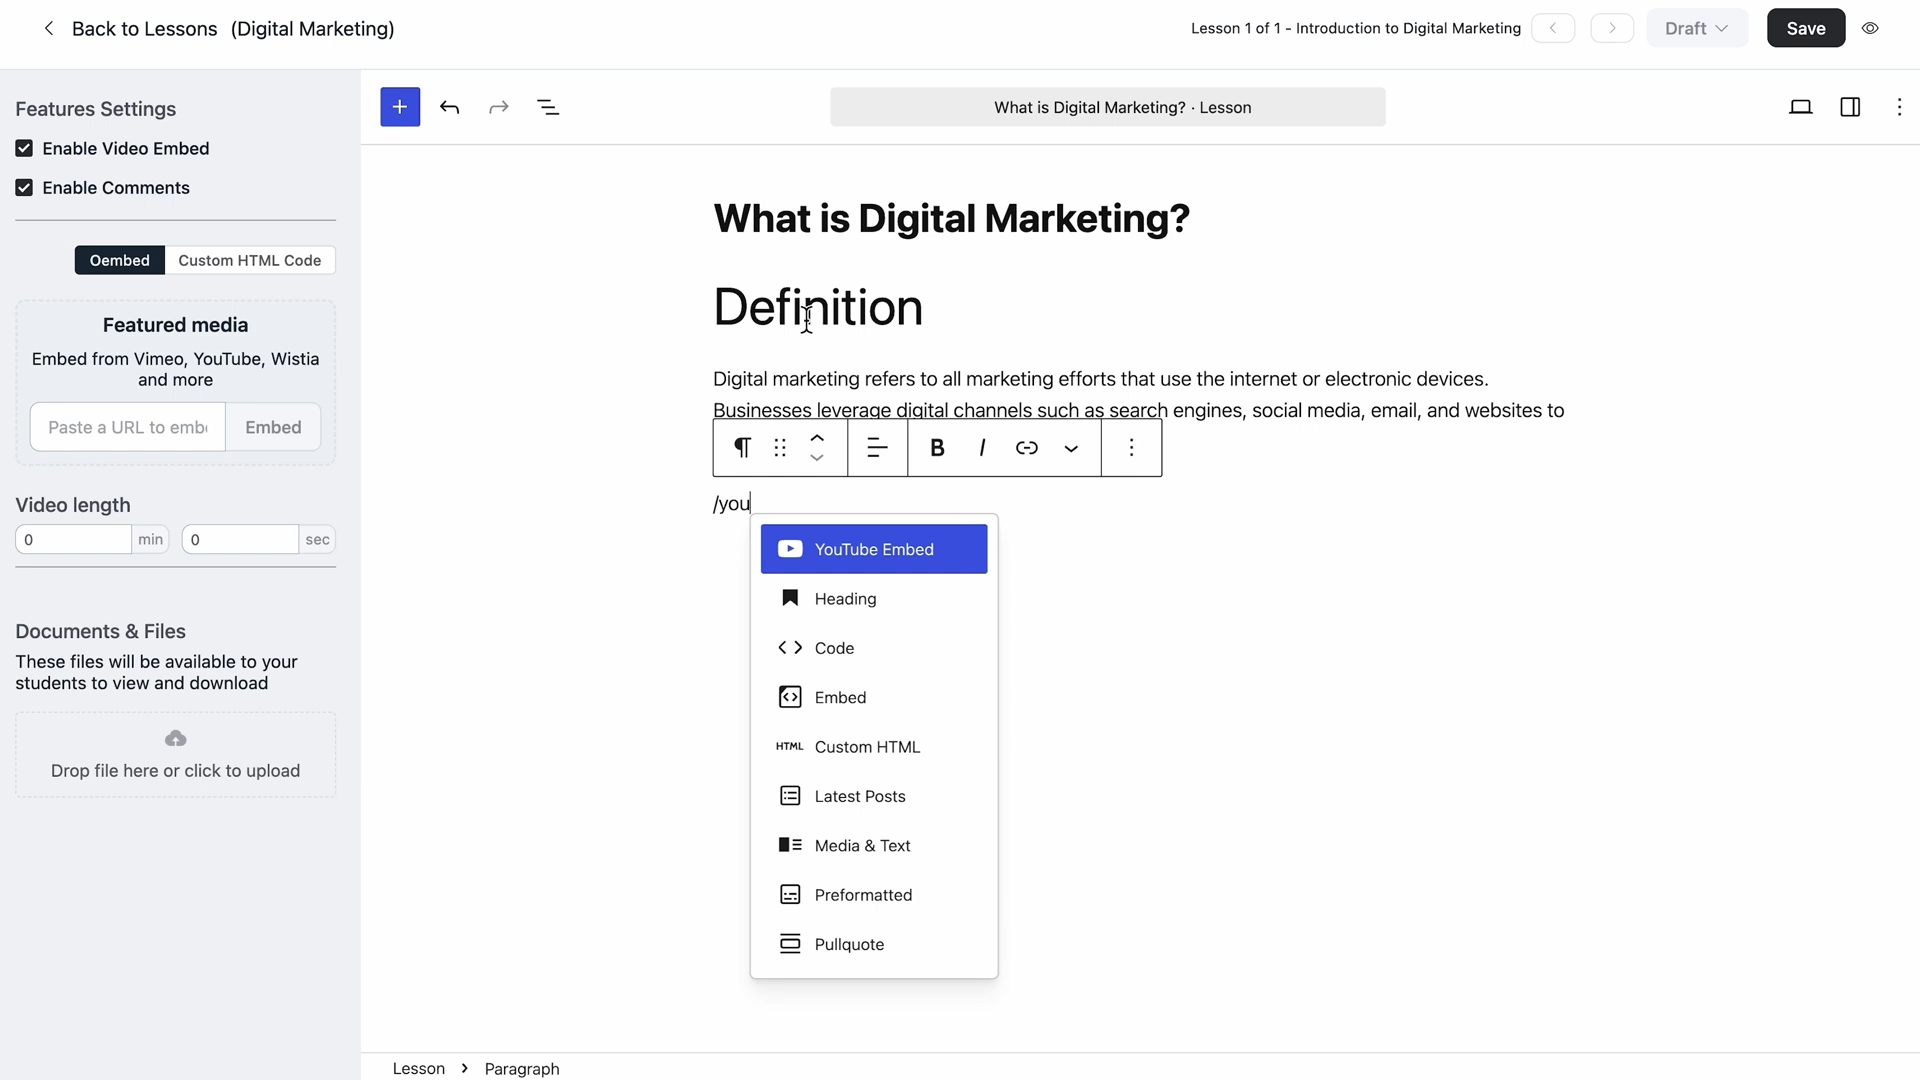 Back to Lessons (Digital Marketing)
Lesson 1 of 1 - Introduction to Digital Marketing
Draft
Save
Features Settings
Enable Video Embed
Enable Comments
Oembed
Custom HTML Code
Featured media
Embed from Vimeo, YouTube, Wistia
and more
Paste a URL to emb
Embed
Video length
0
min
0
sec
Documents & Files
These files will be available to your
students to view and download
Drop file here or click to upload
What is Digital Marketing? · Lesson
What is Digital Marketing?
Definition
Digital marketing refers to all marketing efforts that use the internet or electronic devices.
Businesses leverage digital channels such as search engines, social media, email, and websites to
B I
/you
YouTube Embed
Heading
Code
Embed
HTML Custom HTML
Latest Posts
Media & Text
Preformatted
Pullquote
Lesson > Paragraph